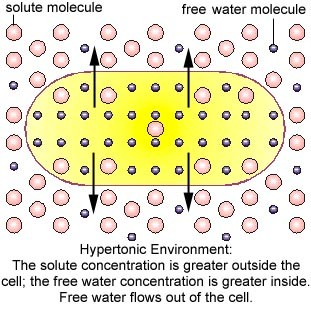 solute molecule
free water molecule
Hypertonic Environment:
The solute concentration is greater outside the
cell; the free water concentration is greater inside.
Free water flows out of the cell.